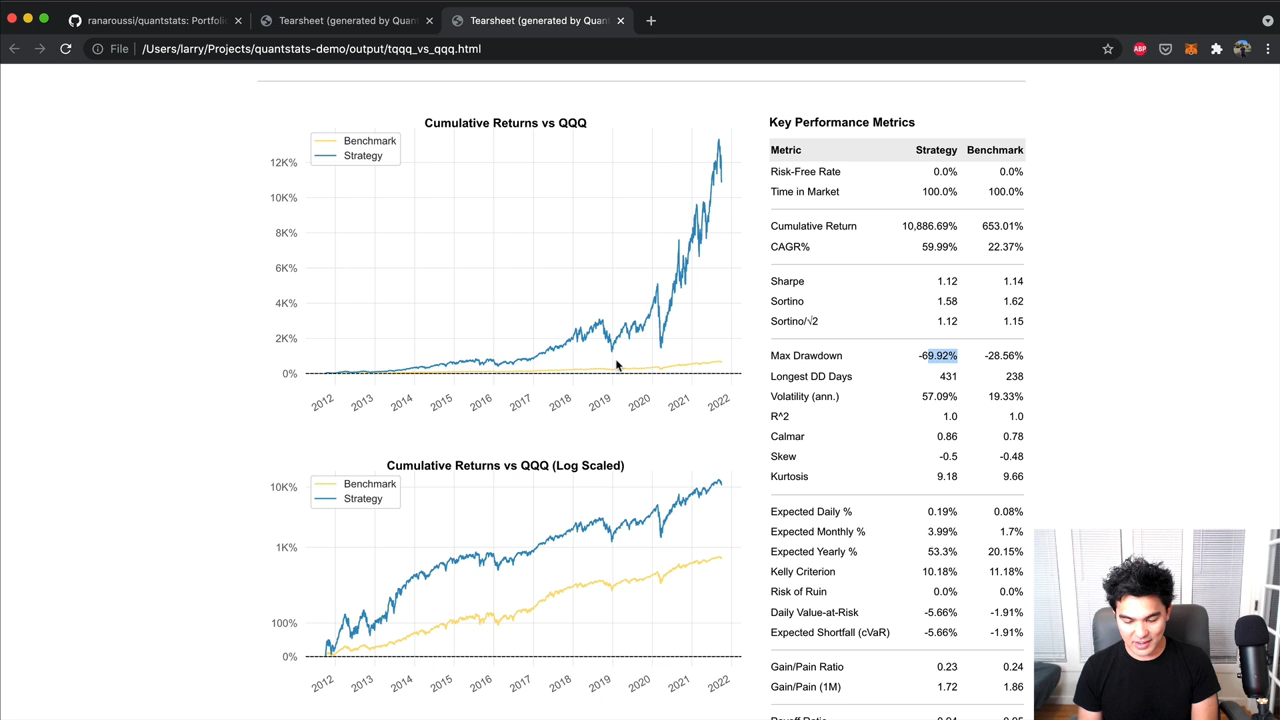 ranaroussi/quantstats: Portfoli
Tearsheet (generated by Quant
Tearsheet (generated by Quant
File /Users/larry/Projects/quantstats-demo/output/tqqq_vs_qqq.html
ABP
Cumulative Returns vs QQQ
Benchmark
Strategy
12K%
10K%
8K%
6K%
4K%
2K%
0%
2012 2013 2014 2015 2016 2017 2018 2019 2020 2021 2022
Cumulative Returns vs QQQ (Log Scaled)
Benchmark
Strategy
10K%
1K%
100%
0%
2012 2013 2014 2015 2016 2017 2018 2019 2020 2021 2022
Key Performance Metrics
Metric Strategy Benchmark
Risk-Free Rate 0.0% 0.0%
Time in Market 100.0% 100.0%
Cumulative Return 10,886.69% 653.01%
CAGR% 59.99% 22.37%
Sharpe 1.12 1.14
Sortino 1.58 1.62
Sortino/√2 1.12 1.15
Max Drawdown -69.92% -28.56%
Longest DD Days 431 238
Volatility (ann.) 57.09% 19.33%
R^2 1.0 1.0
Calmar 0.86 0.78
Skew -0.5 -0.48
Kurtosis 9.18 9.66
Expected Daily % 0.19% 0.08%
Expected Monthly % 3.99% 1.7%
Expected Yearly % 53.3% 20.15%
Kelly Criterion 10.18% 11.18%
Risk of Ruin 0.0% 0.0%
Daily Value-at-Risk -5.66% -1.91%
Expected Shortfall (cVaR) -5.66% -1.91%
Gain/Pain Ratio 0.23 0.24
Gain/Pain (1M) 1.72 1.86